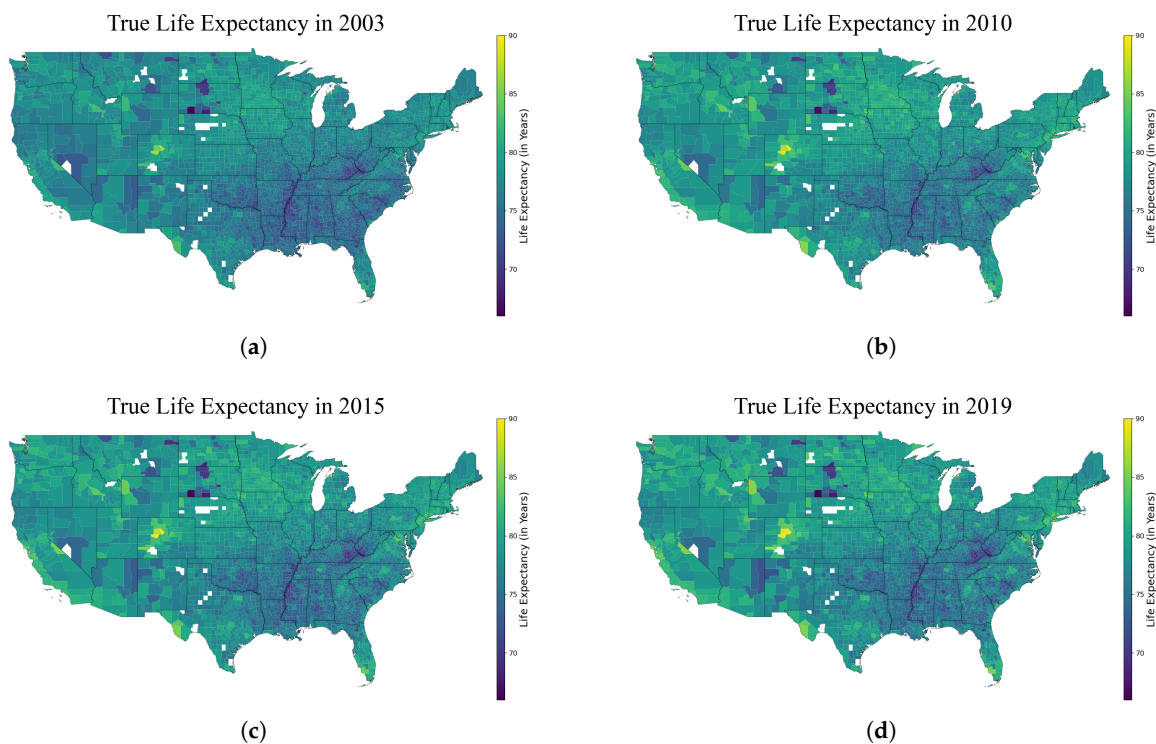 True Life Expectancy in 2003
90
85
80
75
70
Life Expectancy (in Years)
(a)
True Life Expectancy in 2010
90
85
80
75
70
Life Expectancy (in Years)
(b)
True Life Expectancy in 2015
90
85
80
75
70
Life Expectancy (in Years)
(c)
True Life Expectancy in 2019
90
85
80
75
70
Life Expectancy (in Years)
(d)